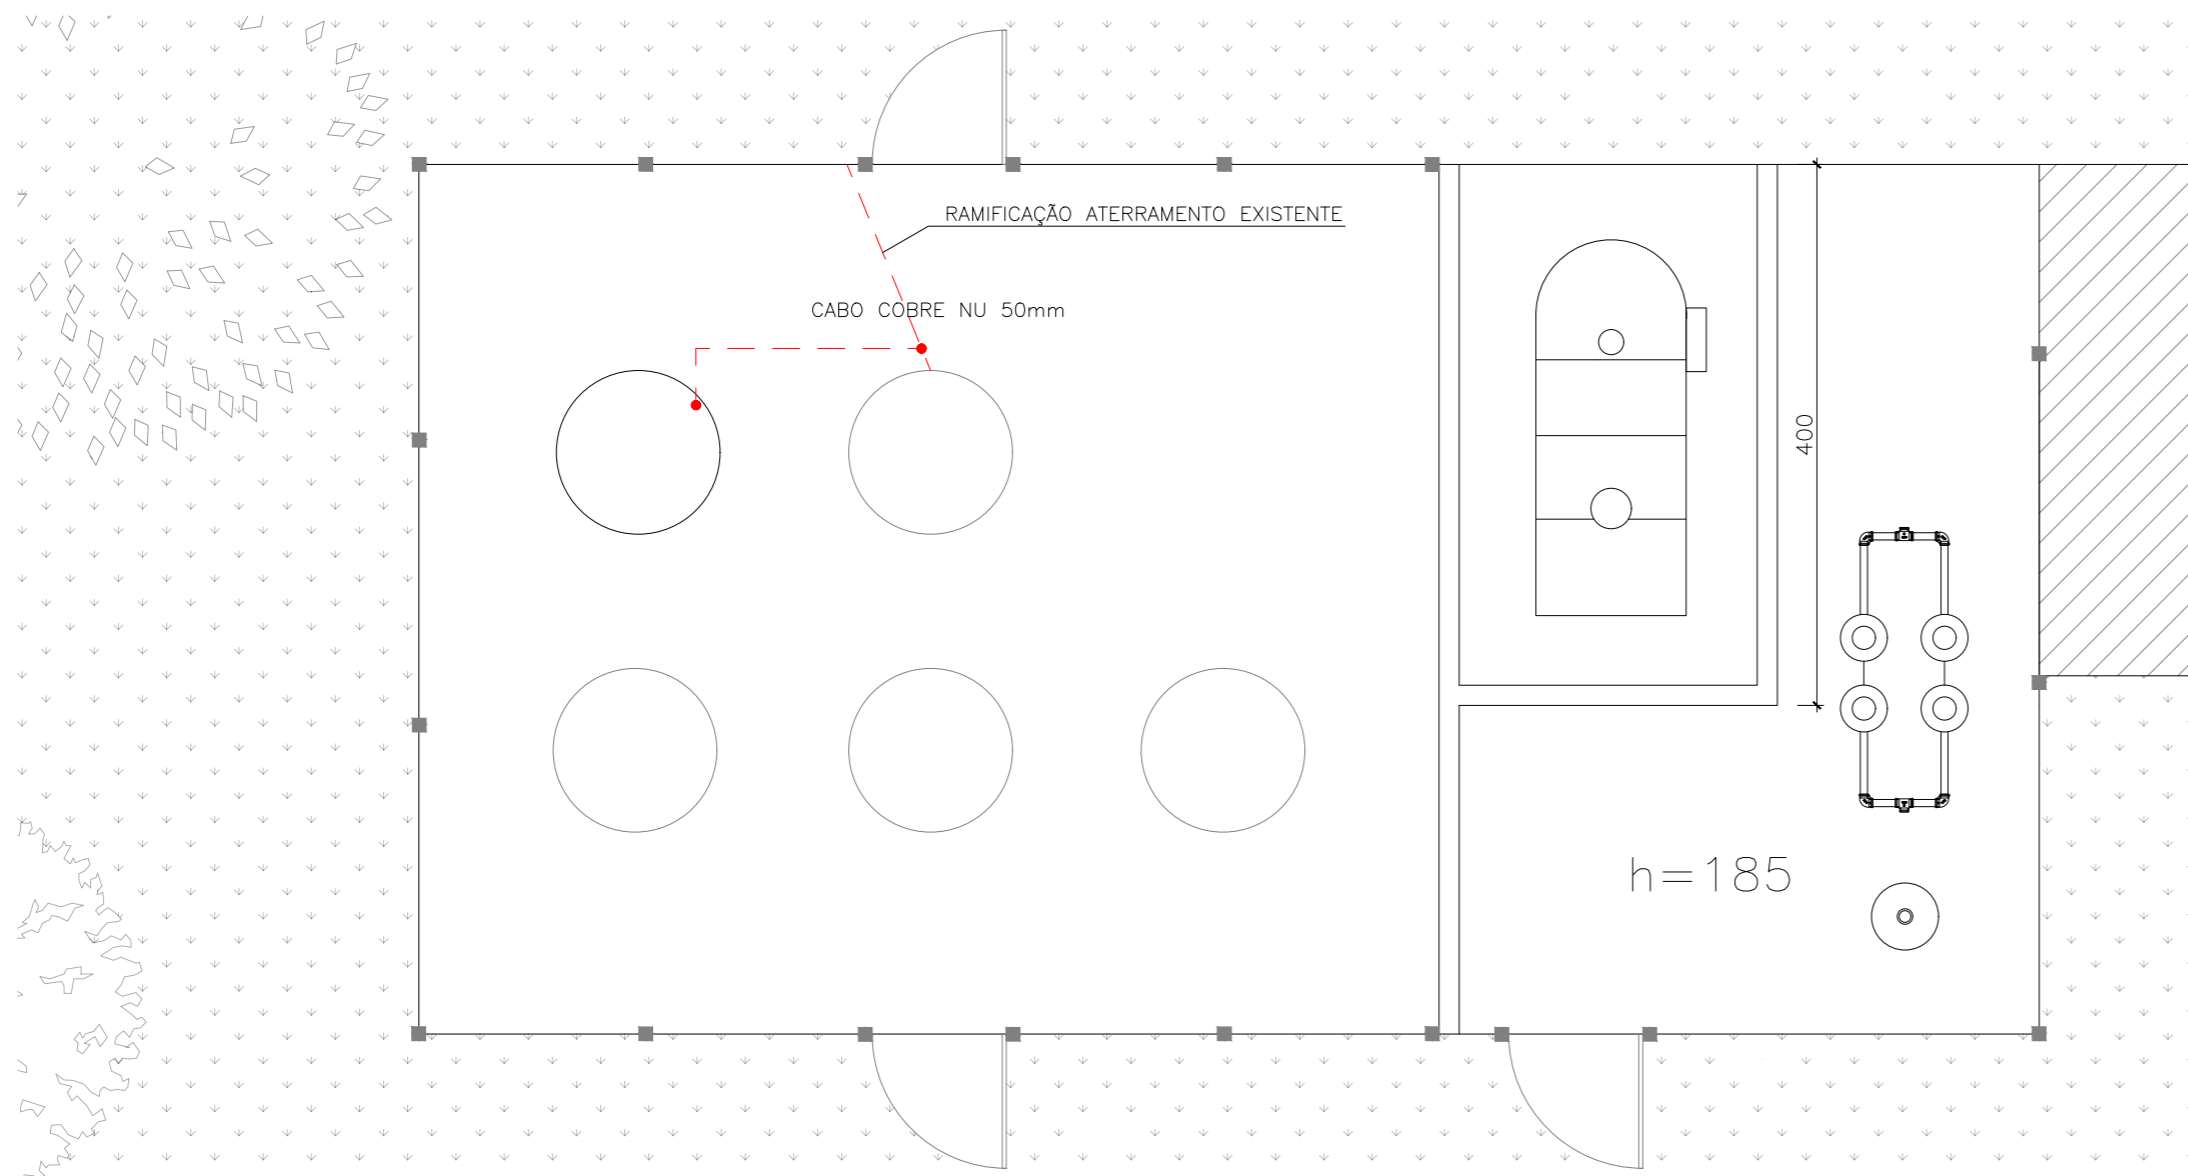 RAMIFICAÇÃO ATERRAMENTO EXISTENTE
CABO COBRE NU 50mm
400
h=185